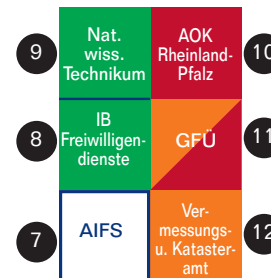 9
Nat.
wiss.
Technikum
AOK
Rheinland-
Pfalz
10
8
IB
Freiwilligen-
dienste
GFÜ
11
7
AIFS
Ver-
messungs-
u. Kataster-
amt
12